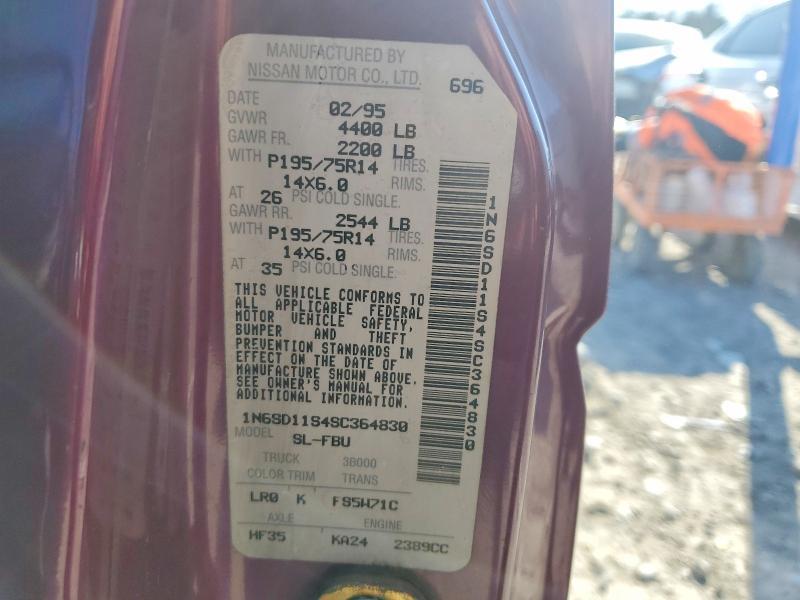 MANUFACTURED BY
NISSAN MOTOR CO., LTD. 696
DATE 02/95
GVWR 4400 LB
GAWR FR. 2200 LB
WITH P195/75R14 TIRES.
14X6.0 RIMS.
AT 26 PSI COLD SINGLE.
GAWR RR. 2544 LB
WITH P195/75R14 TIRES.
14X6.0 RIMS.
AT 35 PSI COLD SINGLE.
THIS VEHICLE CONFORMS TO
ALL APPLICABLE FEDERAL
MOTOR VEHICLE SAFETY,
BUMPER AND THEFT
PREVENTION STANDARDS IN
EFFECT ON THE DATE OF
MANUFACTURE SHOWN ABOVE.
SEE OWNER'S MANUAL FOR
ADDITIONAL INFORMATION.
1N6SD11S4SC364830
MODEL SL-FBU
TRUCK 3B000
COLOR TRIM TRANS
LR0 K FS5W71C
AXLE ENGINE
HF35 KA24 2389CC
1N6SD11S4SC364830